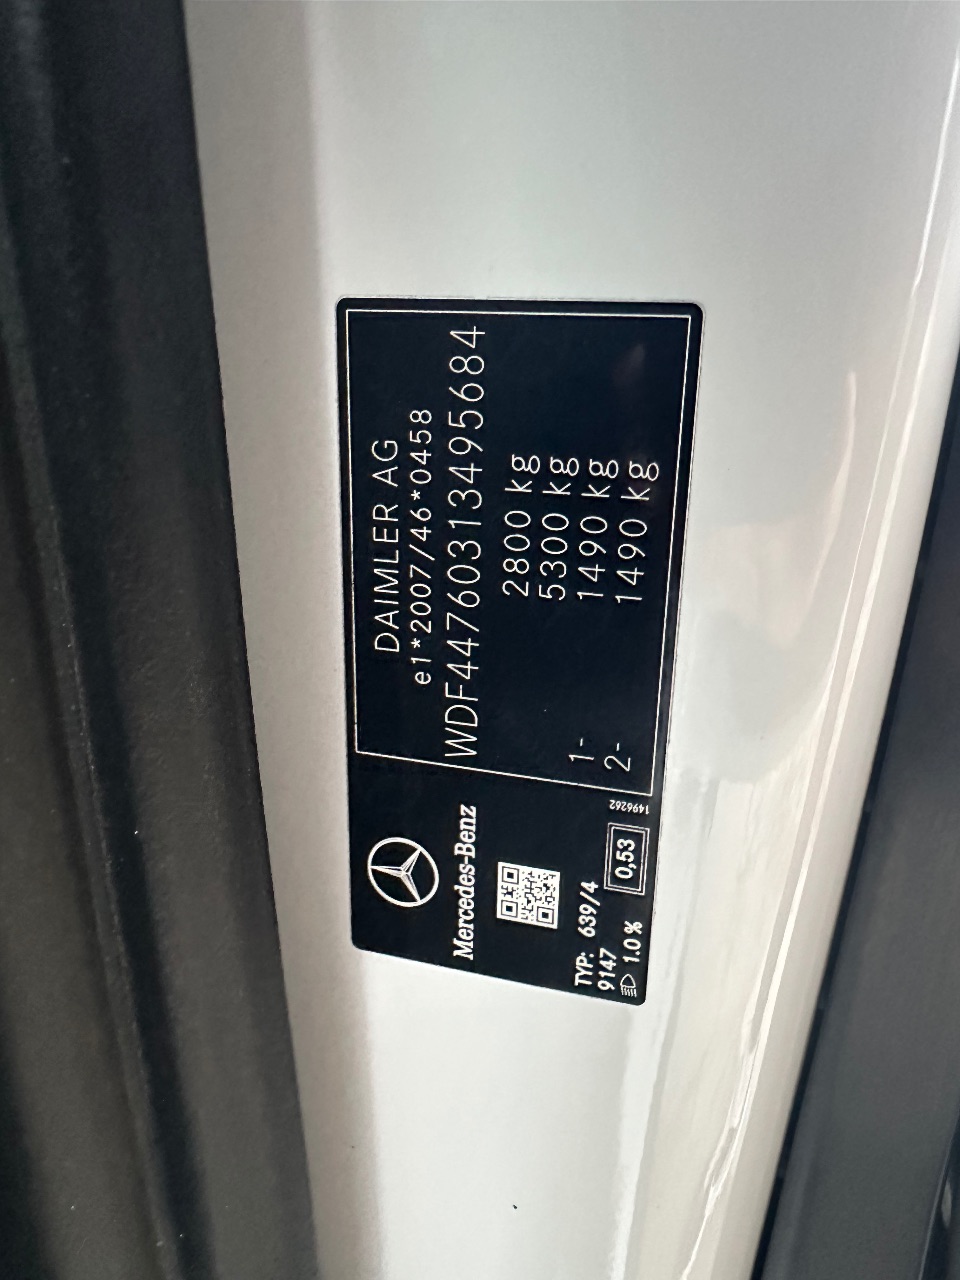 DAIMLER AG
e1*2007/46*0458
WDF44760313495684
2800 kg
5300 kg
1- 1490 kg
2- 1490 kg
Mercedes-Benz
TYP: 639/4
9147
1.0 %
0,53
1496262